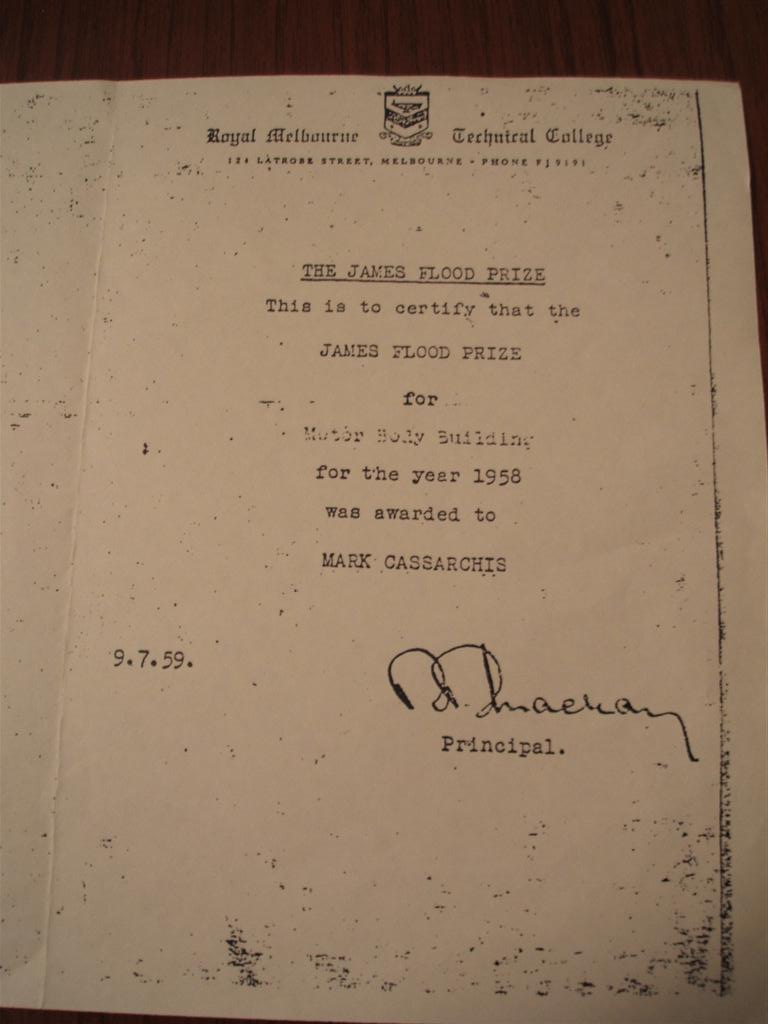 Royal Melbourne Technical College
124 LATROBE STREET, MELBOURNE - PHONE FJ9191
THE JAMES FLOOD PRIZE
This is to certify that the
JAMES FLOOD PRIZE
for
Motor Body Building
for the year 1958
was awarded to
MARK CASSARCHIS
9.7.59.
Principal.